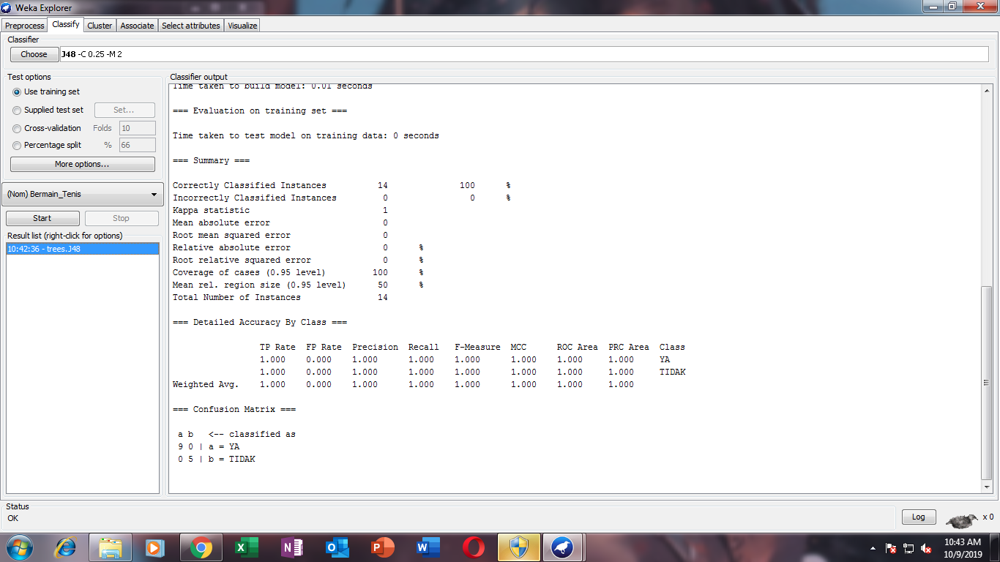 Weka Explorer
Preprocess Classify Cluster Associate Select attributes Visualize
Classifier
Choose J48 -C 0.25 -M 2
Test options
Use training set
Supplied test set Set...
Cross-validation Folds 10
Percentage split % 66
More options...
(Nom) Bermain_Tenis
Start Stop
Result list (right-click for options)
10:42:36 - trees.J48
Classifier output
Time taken to build model: 0.01 seconds
=== Evaluation on training set ===
Time taken to test model on training data: 0 seconds
=== Summary ===
Correctly Classified Instances 14 100 %
Incorrectly Classified Instances 0 0 %
Kappa statistic 1
Mean absolute error 0
Root mean squared error 0
Relative absolute error 0 %
Root relative squared error 0 %
Coverage of cases (0.95 level) 100 %
Mean rel. region size (0.95 level) 50 %
Total Number of Instances 14
=== Detailed Accuracy By Class ===
TP Rate FP Rate Precision Recall F-Measure MCC ROC Area PRC Area Class
1.000 0.000 1.000 1.000 1.000 1.000 1.000 1.000 YA
1.000 0.000 1.000 1.000 1.000 1.000 1.000 1.000 TIDAK
Weighted Avg. 1.000 0.000 1.000 1.000 1.000 1.000 1.000 1.000
=== Confusion Matrix ===
a b <-- classified as
9 0 | a = YA
0 5 | b = TIDAK
Status
OK
Log
x 0
10:43 AM
10/9/2019